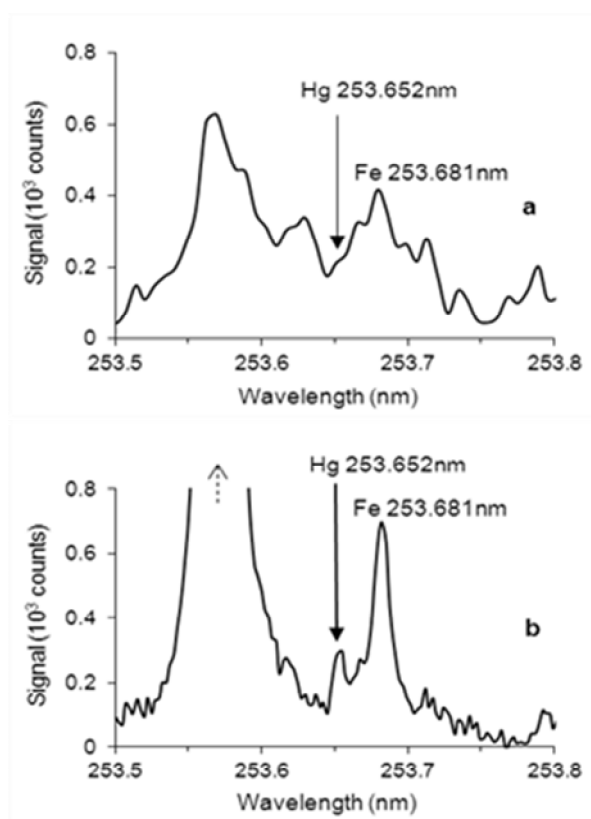 0.8
Hg 253.652nm
0.6
Fe 253.681nm
Signal (10³ counts)
a
0.4
0.2
0
253.5 253.6 253.7 253.8
Wavelength (nm)
Hg 253.652nm
0.8
Fe 253.681nm
0.6
Signal (10³ counts)
0.4
b
0.2
0
253.5 253.6 253.7 253.8
Wavelength (nm)